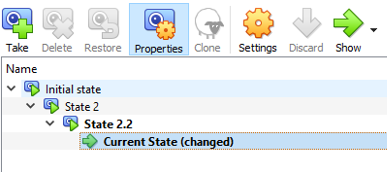 Take Delete Restore Properties Clone Settings Discard Show
Name
Initial state
State 2
State 2.2
Current State (changed)